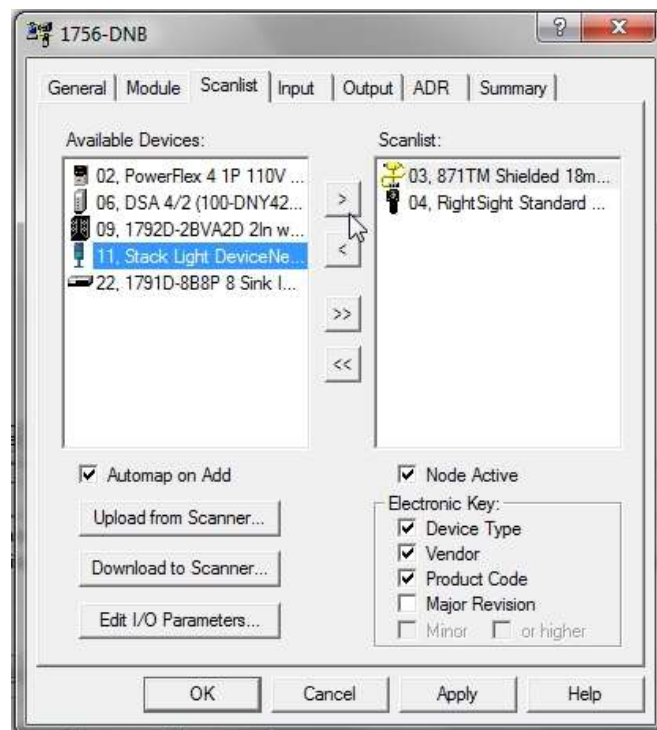 1756-DNB
General Module Scanlist Input Output ADR Summary
Available Devices:
02, PowerFlex 4 1P 110V ...
06, DSA 4/2 (100-DNY42...
09, 1792D-2BVA2D 2In w...
11, Stack Light DeviceNe...
22, 1791D-8B8P 8 Sink I...
>
<
>>
<<
Scanlist:
03, 871TM Shielded 18m...
04, RightSight Standard ...
Automap on Add
Upload from Scanner...
Download to Scanner...
Edit I/O Parameters...
Node Active
Electronic Key:
Device Type
Vendor
Product Code
Major Revision
Minor or higher
OK Cancel Apply Help